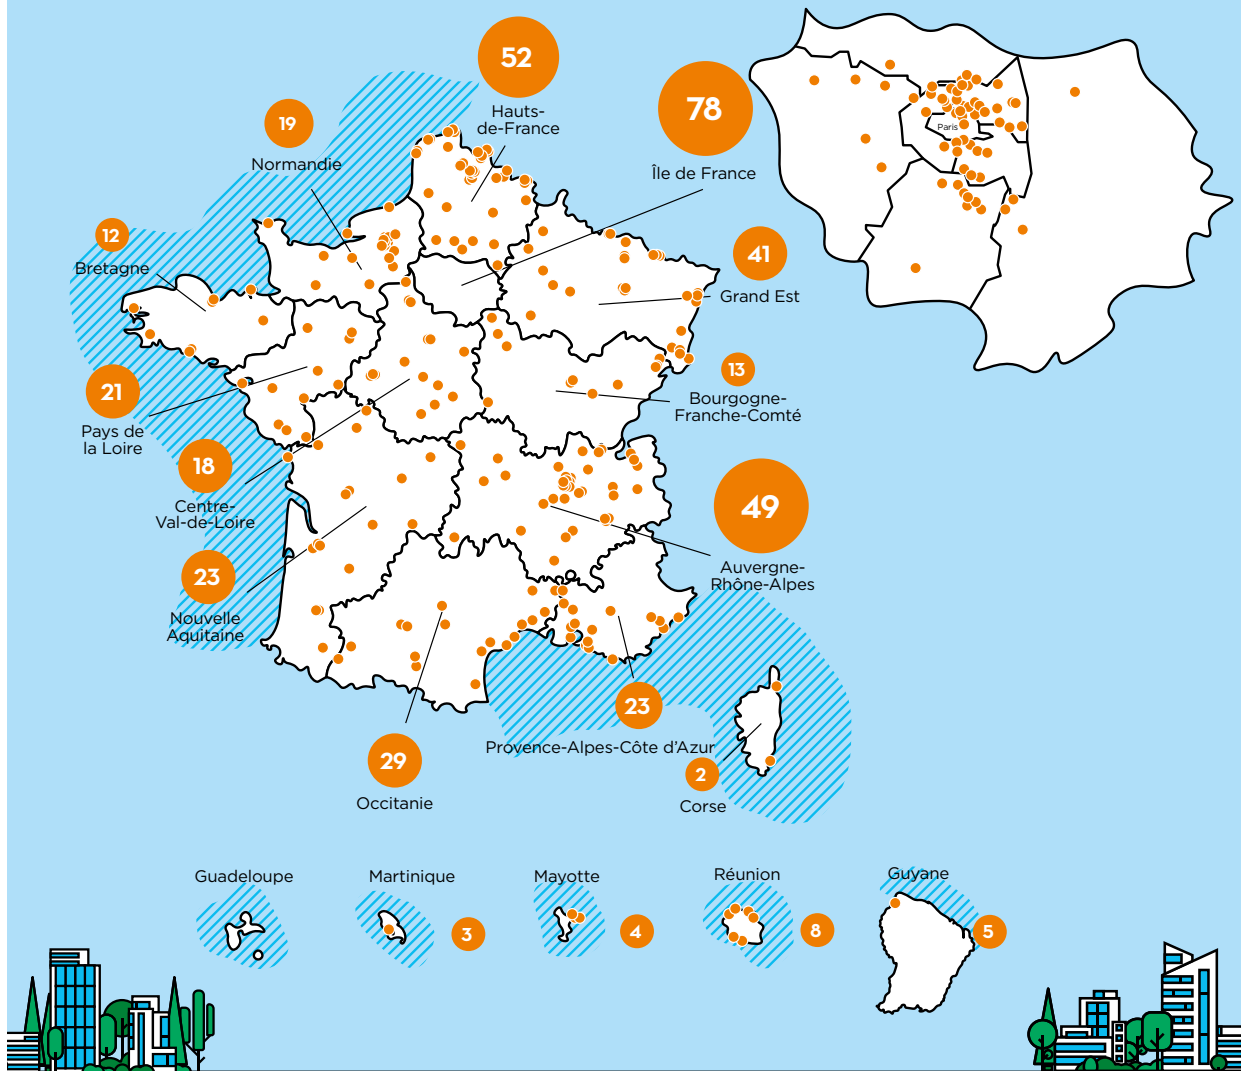 52
Hauts-
de-France
78
Île de France
Paris
19
Normandie
12
Bretagne
41
Grand Est
13
Bourgogne-
Franche-Comté
21
Pays de
la Loire
18
Centre-
Val-de-Loire
49
Auvergne-
Rhône-Alpes
23
Nouvelle
Aquitaine
23
Provence-Alpes-Côte d'Azur
29
Occitanie
2
Corse
Guadeloupe
Martinique
3
Mayotte
4
Réunion
8
Guyane
5